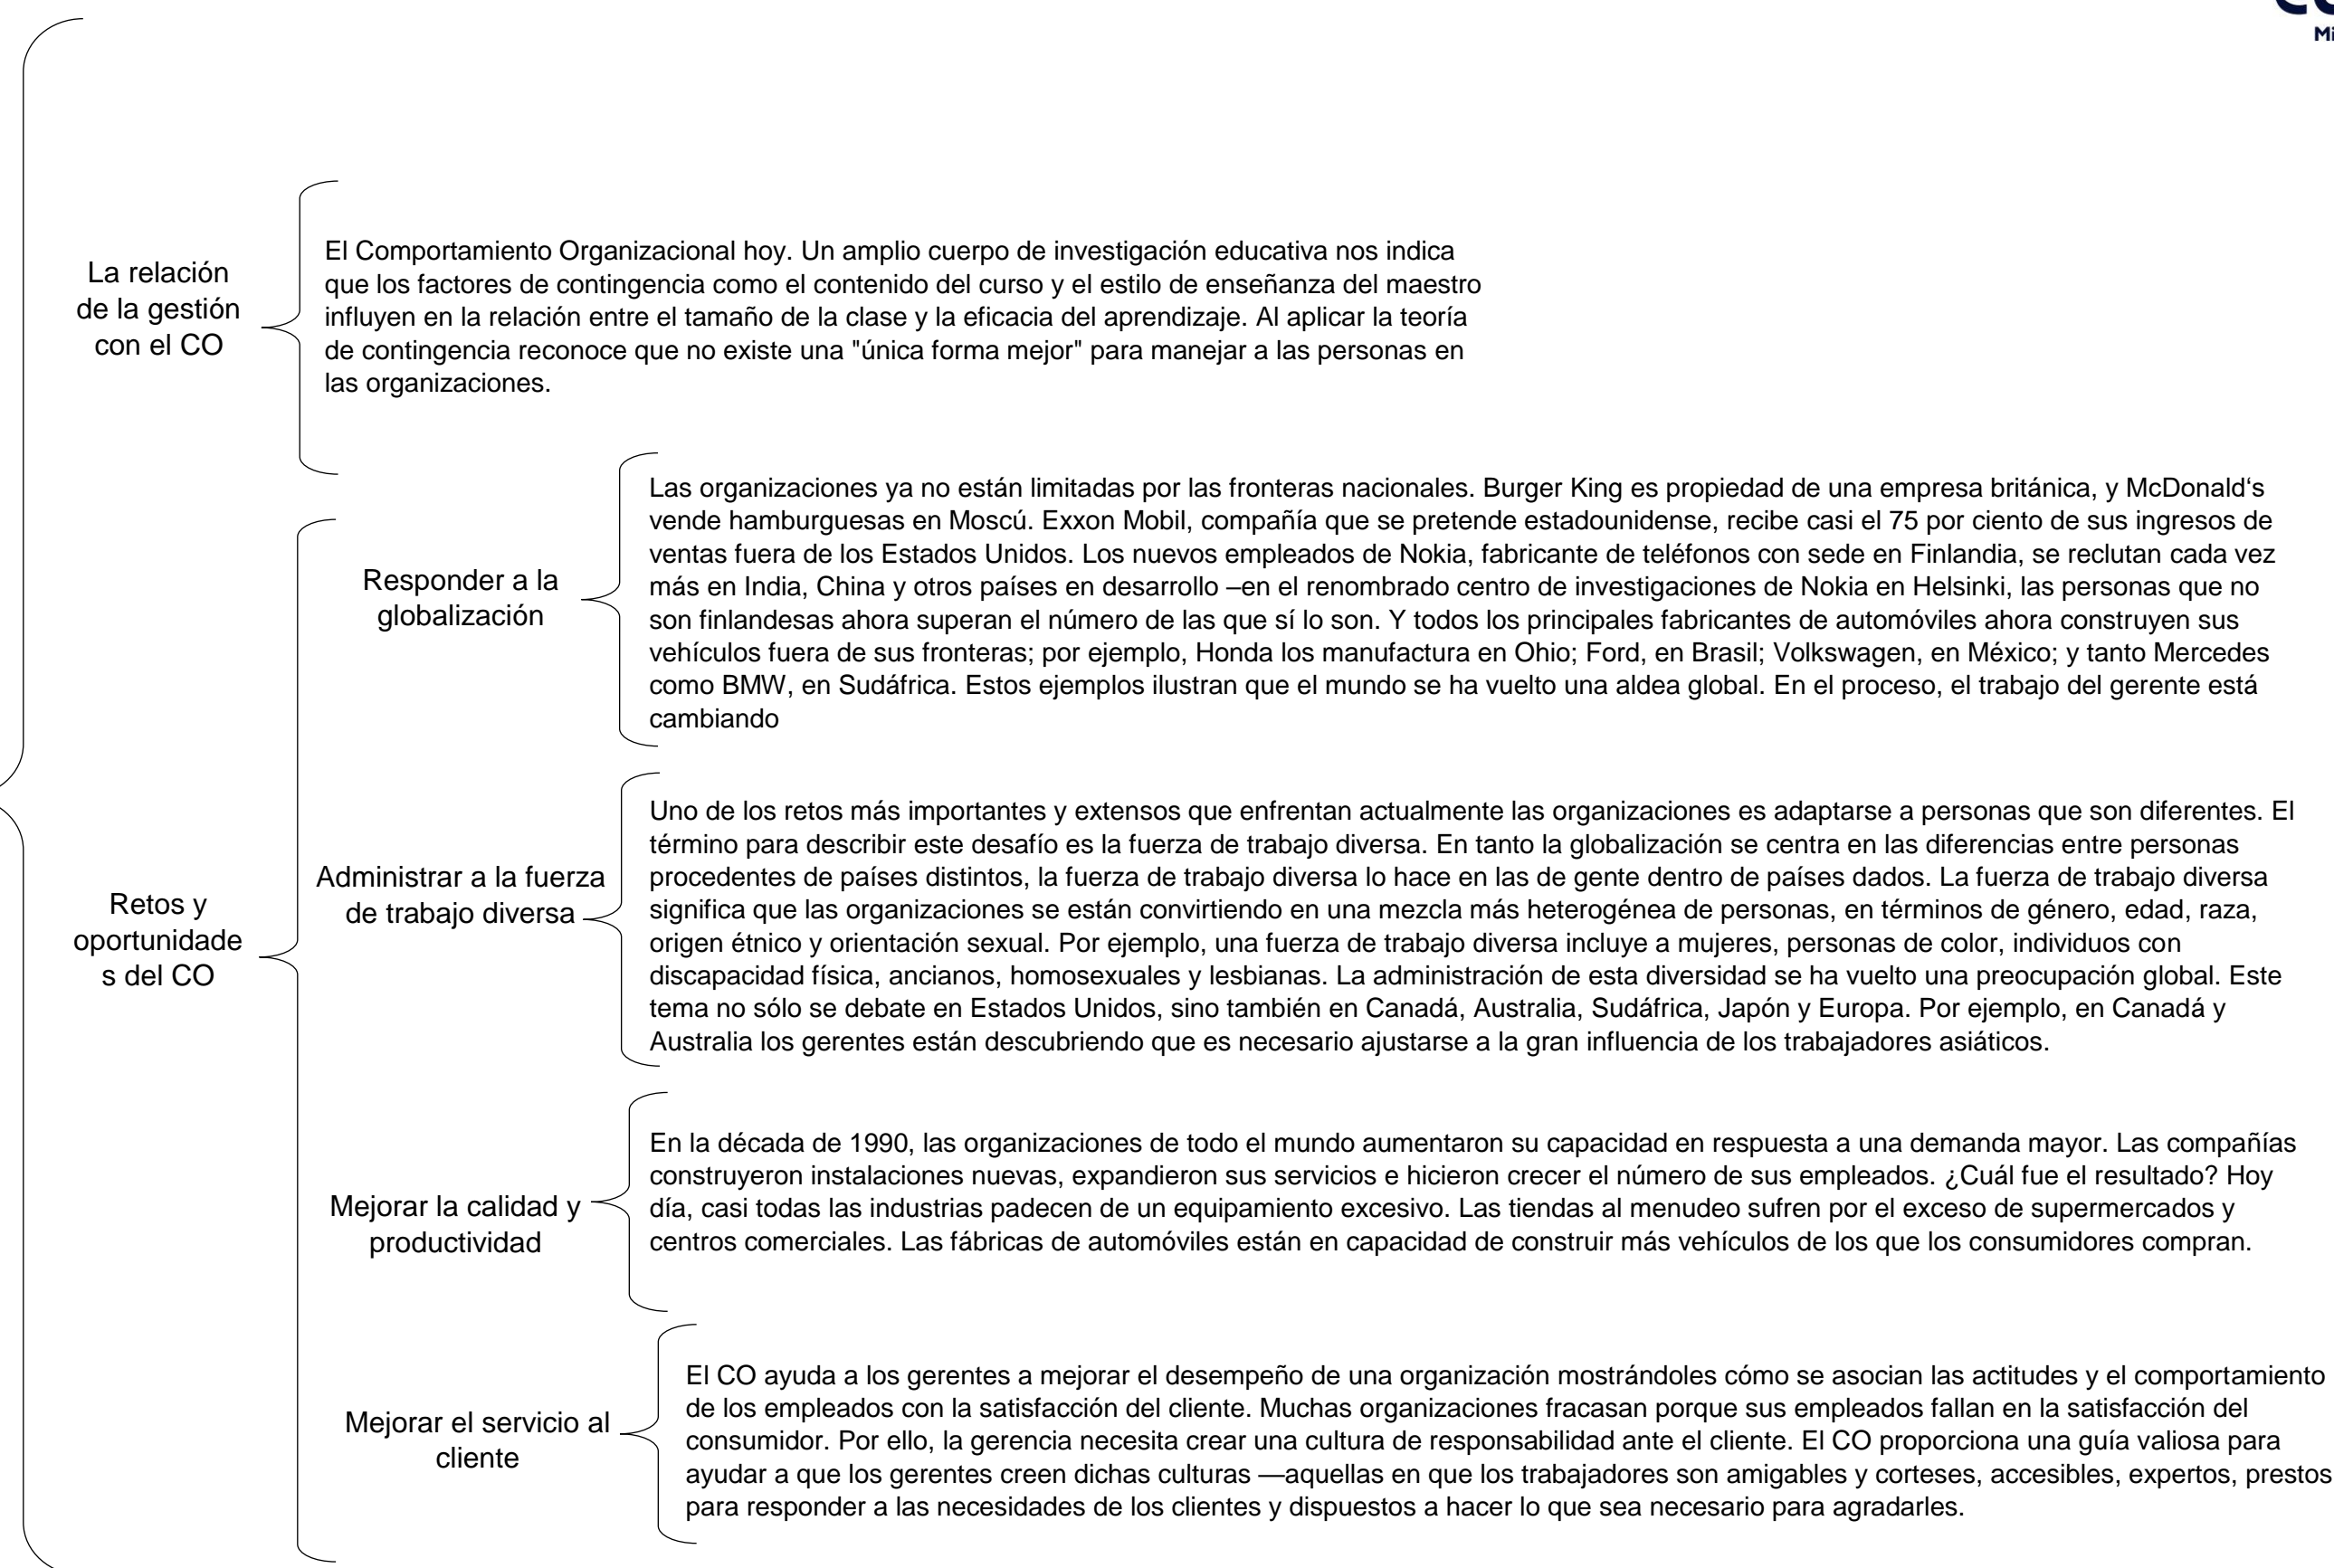 La relación
de la gestión
con el CO
El Comportamiento Organizacional hoy. Un amplio cuerpo de investigación educativa nos indica
que los factores de contingencia como el contenido del curso y el estilo de enseñanza del maestro
influyen en la relación entre el tamaño de la clase y la eficacia del aprendizaje. Al aplicar la teoría
de contingencia reconoce que no existe una "única forma mejor" para manejar a las personas en
las organizaciones.
Retos y
oportunidade
s del CO
Responder a la
globalización
Las organizaciones ya no están limitadas por las fronteras nacionales. Burger King es propiedad de una empresa británica, y McDonald‘s
vende hamburguesas en Moscú. Exxon Mobil, compañía que se pretende estadounidense, recibe casi el 75 por ciento de sus ingresos de
ventas fuera de los Estados Unidos. Los nuevos empleados de Nokia, fabricante de teléfonos con sede en Finlandia, se reclutan cada vez
más en India, China y otros países en desarrollo –en el renombrado centro de investigaciones de Nokia en Helsinki, las personas que no
son finlandesas ahora superan el número de las que sí lo son. Y todos los principales fabricantes de automóviles ahora construyen sus
vehículos fuera de sus fronteras; por ejemplo, Honda los manufactura en Ohio; Ford, en Brasil; Volkswagen, en México; y tanto Mercedes
como BMW, en Sudáfrica. Estos ejemplos ilustran que el mundo se ha vuelto una aldea global. En el proceso, el trabajo del gerente está
cambiando
Administrar a la fuerza
de trabajo diversa
Uno de los retos más importantes y extensos que enfrentan actualmente las organizaciones es adaptarse a personas que son diferentes. El
término para describir este desafío es la fuerza de trabajo diversa. En tanto la globalización se centra en las diferencias entre personas
procedentes de países distintos, la fuerza de trabajo diversa lo hace en las de gente dentro de países dados. La fuerza de trabajo diversa
significa que las organizaciones se están convirtiendo en una mezcla más heterogénea de personas, en términos de género, edad, raza,
origen étnico y orientación sexual. Por ejemplo, una fuerza de trabajo diversa incluye a mujeres, personas de color, individuos con
discapacidad física, ancianos, homosexuales y lesbianas. La administración de esta diversidad se ha vuelto una preocupación global. Este
tema no sólo se debate en Estados Unidos, sino también en Canadá, Australia, Sudáfrica, Japón y Europa. Por ejemplo, en Canadá y
Australia los gerentes están descubriendo que es necesario ajustarse a la gran influencia de los trabajadores asiáticos.
Mejorar la calidad y
productividad
En la década de 1990, las organizaciones de todo el mundo aumentaron su capacidad en respuesta a una demanda mayor. Las compañías
construyeron instalaciones nuevas, expandieron sus servicios e hicieron crecer el número de sus empleados. ¿Cuál fue el resultado? Hoy
día, casi todas las industrias padecen de un equipamiento excesivo. Las tiendas al menudeo sufren por el exceso de supermercados y
centros comerciales. Las fábricas de automóviles están en capacidad de construir más vehículos de los que los consumidores compran.
Mejorar el servicio al
cliente
El CO ayuda a los gerentes a mejorar el desempeño de una organización mostrándoles cómo se asocian las actitudes y el comportamiento
de los empleados con la satisfacción del cliente. Muchas organizaciones fracasan porque sus empleados fallan en la satisfacción del
consumidor. Por ello, la gerencia necesita crear una cultura de responsabilidad ante el cliente. El CO proporciona una guía valiosa para
ayudar a que los gerentes creen dichas culturas —aquellas en que los trabajadores son amigables y corteses, accesibles, expertos, prestos
para responder a las necesidades de los clientes y dispuestos a hacer lo que sea necesario para agradarles.